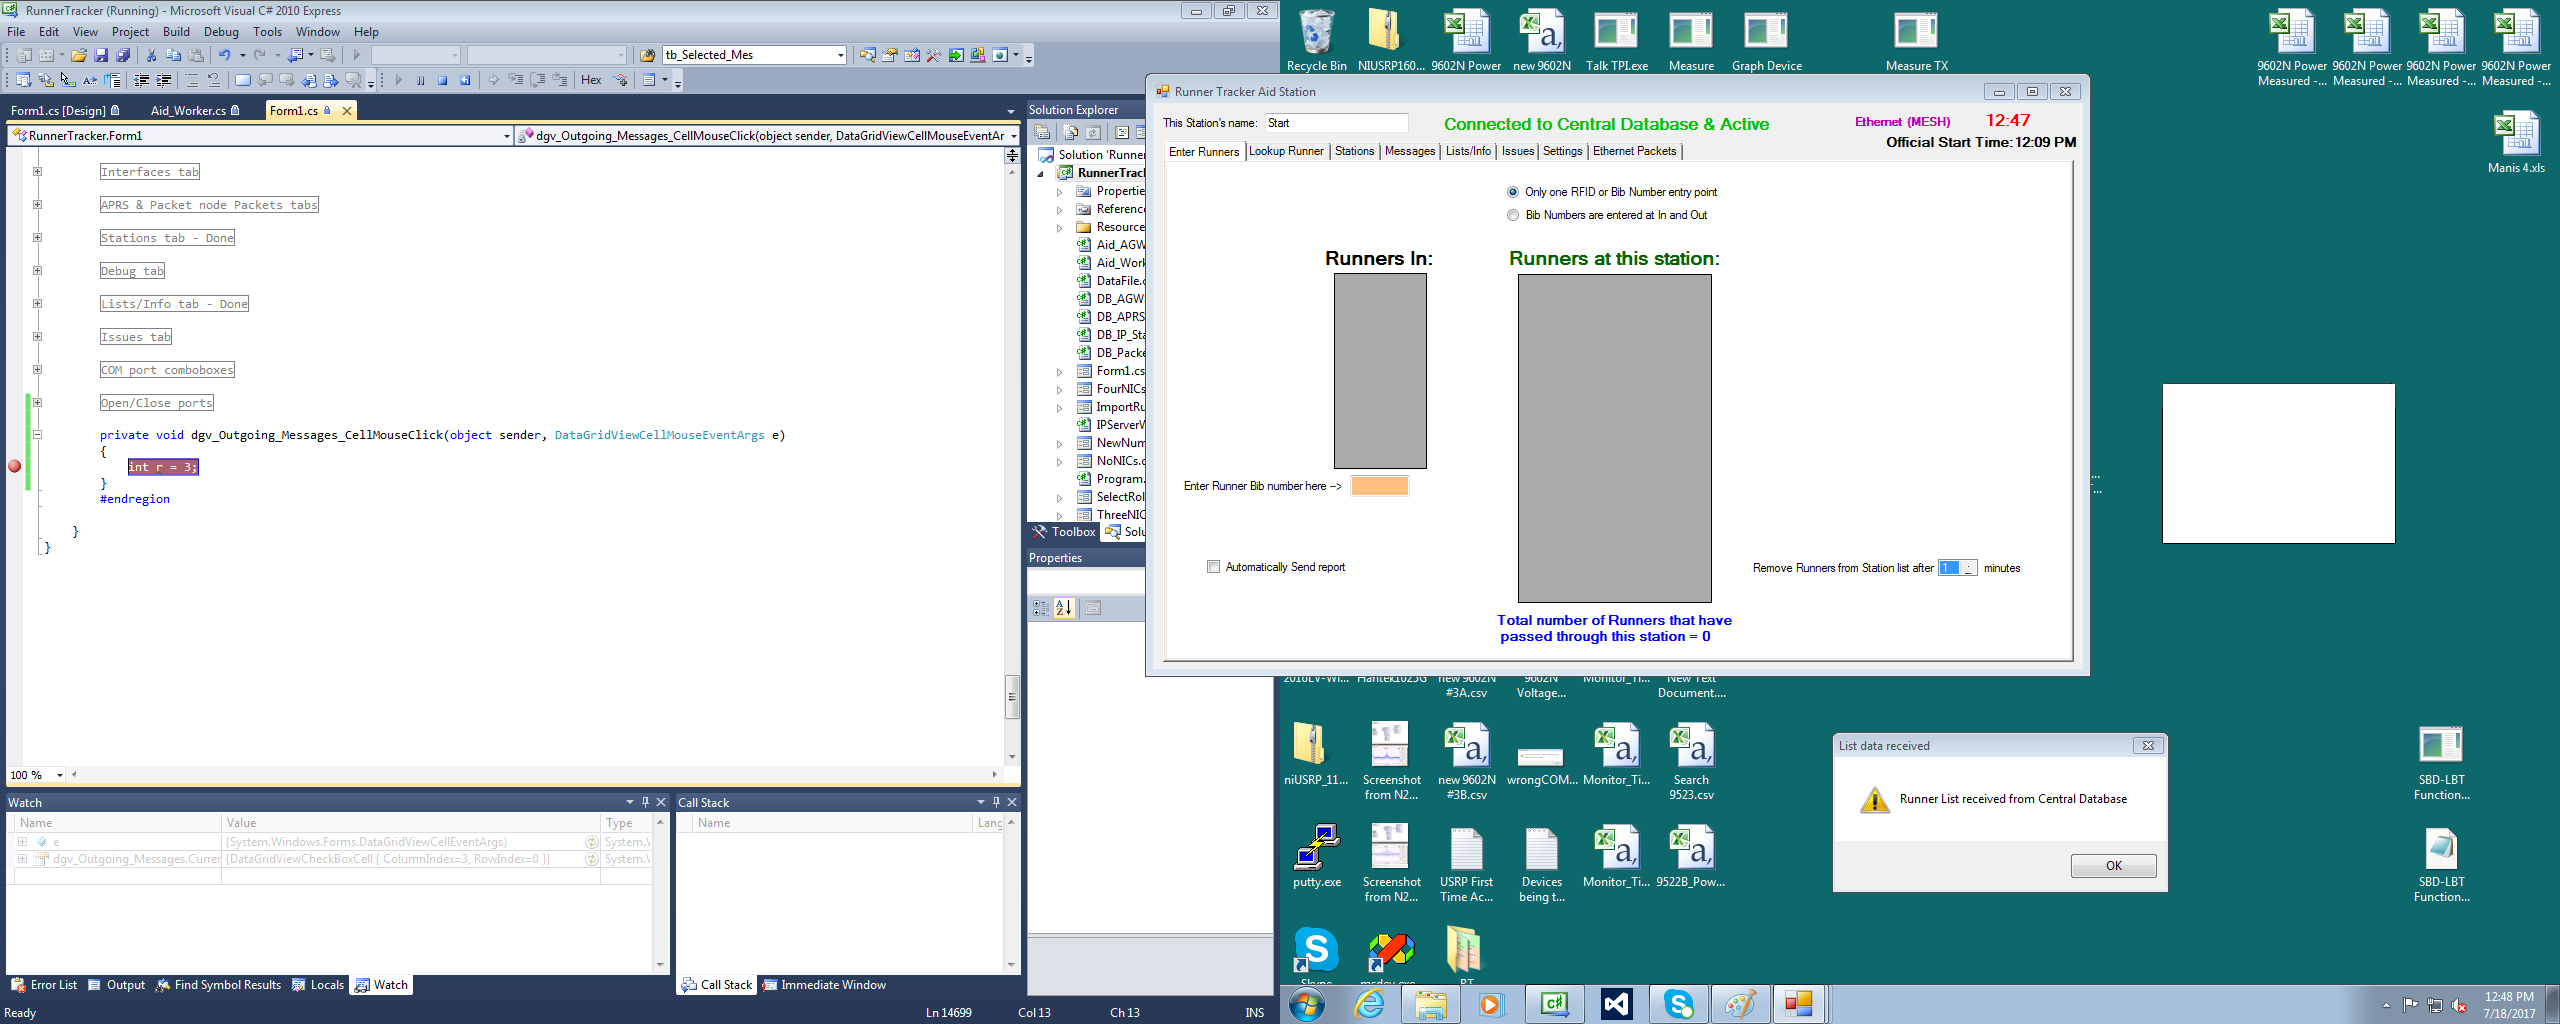 RunnerTracker (Running) - Microsoft Visual C# 2010 Express
File Edit View Project Build Debug Tools Window Help
tb_Selected_Mes
Hex
Form1.cs [Design] Aid_Worker.cs Form1.cs
RunnerTracker.Form1 dgv_Outgoing_Messages_CellMouseClick(object sender, DataGridViewCellMouseEventAr
Interfaces tab
APRS & Packet node Packets tabs
Stations tab - Done
Debug tab
Lists/Info tab - Done
Issues tab
COM port comboboxes
Open/Close ports
private void dgv_Outgoing_Messages_CellMouseClick(object sender, DataGridViewCellMouseEventArgs e)
{
int r = 3;
}
#endregion
}
}
100 %
Solution Explorer
Solution 'Runner
RunnerTrac
Propertie
Reference
Resource
Aid_AGW
Aid_Work
DataFile.c
DB_AGW
DB_APRS
DB_IP_Sta
DB_Packe
Form1.cs
FourNICs
ImportRu
IPServerW
NewNum
NoNICs.c
Program.
SelectRol
ThreeNIC
Toolbox Solu
Properties
Watch
Name Value Type
e {System.Windows.Forms.DataGridViewCellEventArgs} System.V
dgv_Outgoing_Messages.Currer {DataGridViewCheckBoxCell { ColumnIndex=3, RowIndex=0 }} System.V
Call Stack
Name Lang
Error List Output Find Symbol Results Locals Watch
Call Stack Immediate Window
Ready Ln 14699 Col 13 Ch 13 INS
Recycle Bin NIUSRP160... 9602N Power new 9602N Talk TPI.exe Measure Graph Device Measure TX
9602N Power Measured -... 9602N Power Measured -... 9602N Power Measured -... 9602N Power Measured -...
Manis 4.xls
Runner Tracker Aid Station
This Station's name: Start
Connected to Central Database & Active
Ethernet (MESH) 12:47
Official Start Time: 12:09 PM
Enter Runners Lookup Runner Stations Messages Lists/Info Issues Settings Ethernet Packets
Only one RFID or Bib Number entry point
Bib Numbers are entered at In and Out
Runners In: Runners at this station:
Enter Runner Bib number here -->
Automatically Send report
Remove Runners from Station list after 1 minutes
Total number of Runners that have
passed through this station = 0
new 9602N #3A.csv 9602N Voltage... Monitor_Ti... New Text Document....
niUSRP_11... Screenshot from N2... new 9602N #3B.csv wrongCOM... Monitor_Ti... Search 9523.csv
putty.exe Screenshot from N2... USRP First Time Ac... Devices being t... Monitor_Ti... 9522B_Pow...
Skype msdev.exe PT
List data received
Runner List received from Central Database
OK
SBD-LBT Function...
SBD-LBT Function...
12:48 PM
7/18/2017